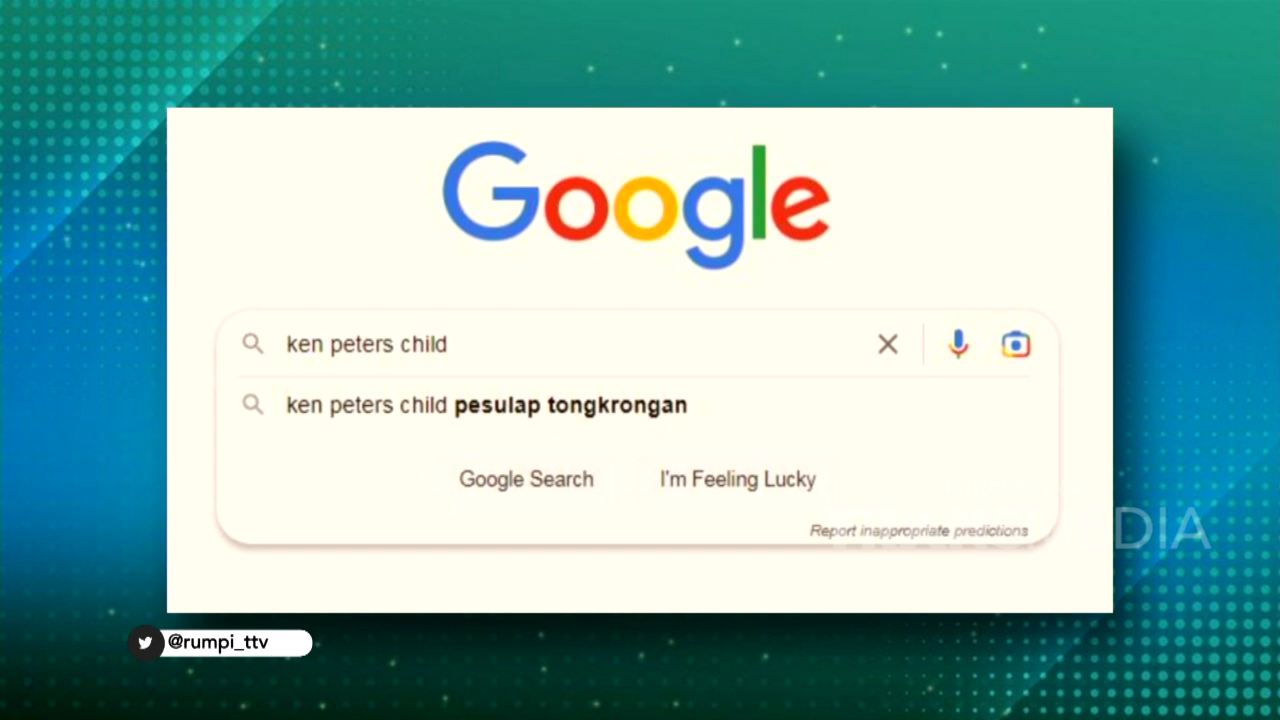 Google
ken peters child
ken peters child pesulap tongkrongan
Google Search I'm Feeling Lucky
Report inappropriate predictions
@rumpi_ttv